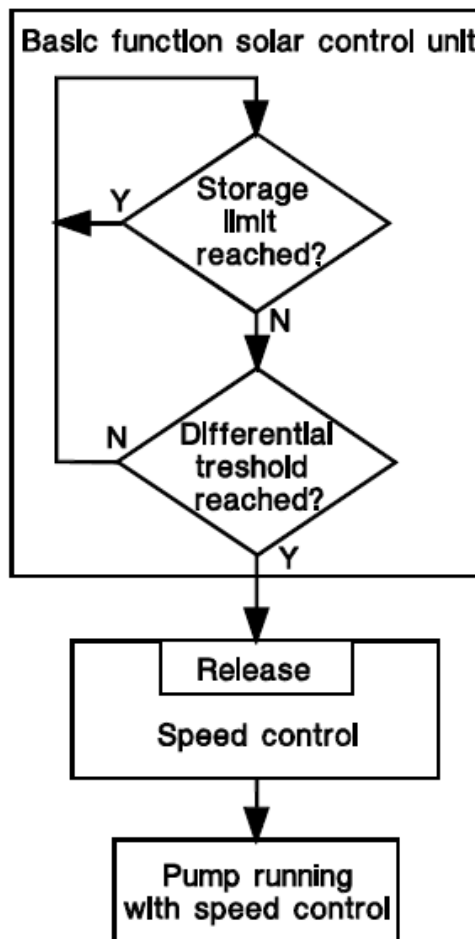 Basic function solar control unit
Y
Storage
limit
reached?
N
N
Differential
treshold
reached?
Y
Release
Speed control
Pump running
with speed control